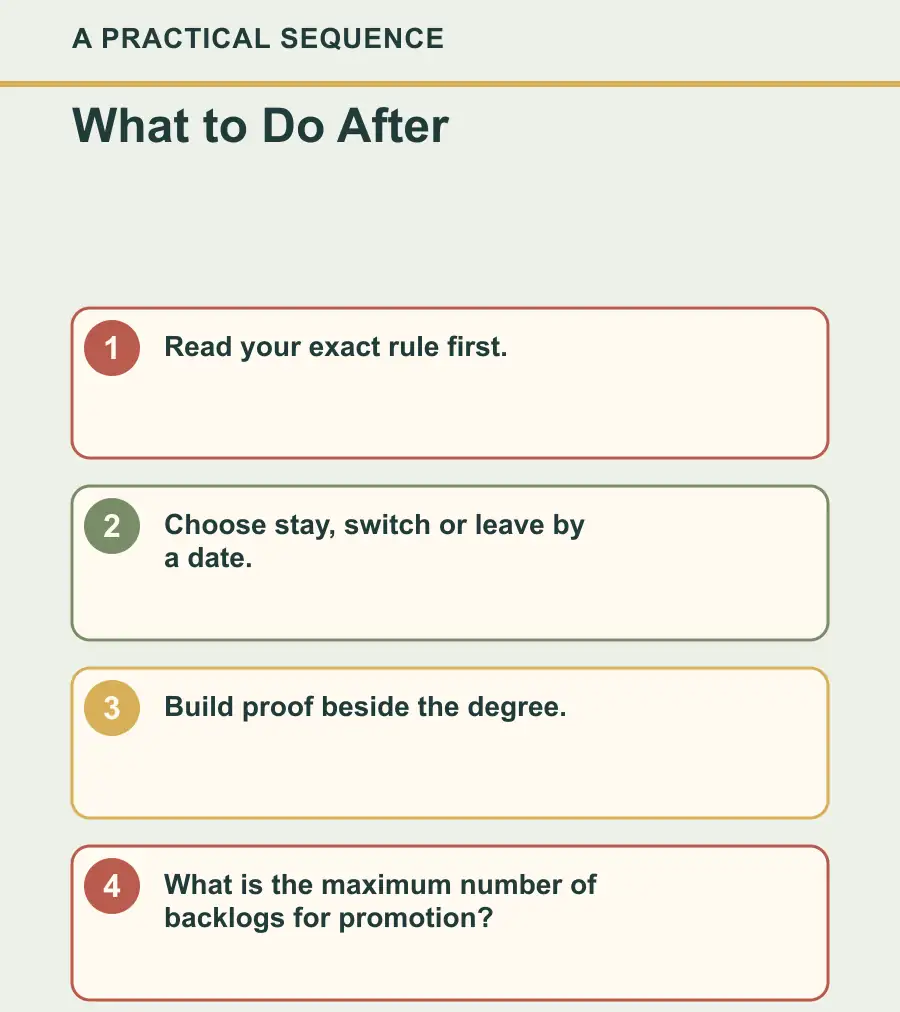 A PRACTICAL SEQUENCE
What to Do After
1
Read your exact rule first.
2
Choose stay, switch or leave by
a date.
3
Build proof beside the degree.
4
What is the maximum number of
backlogs for promotion?